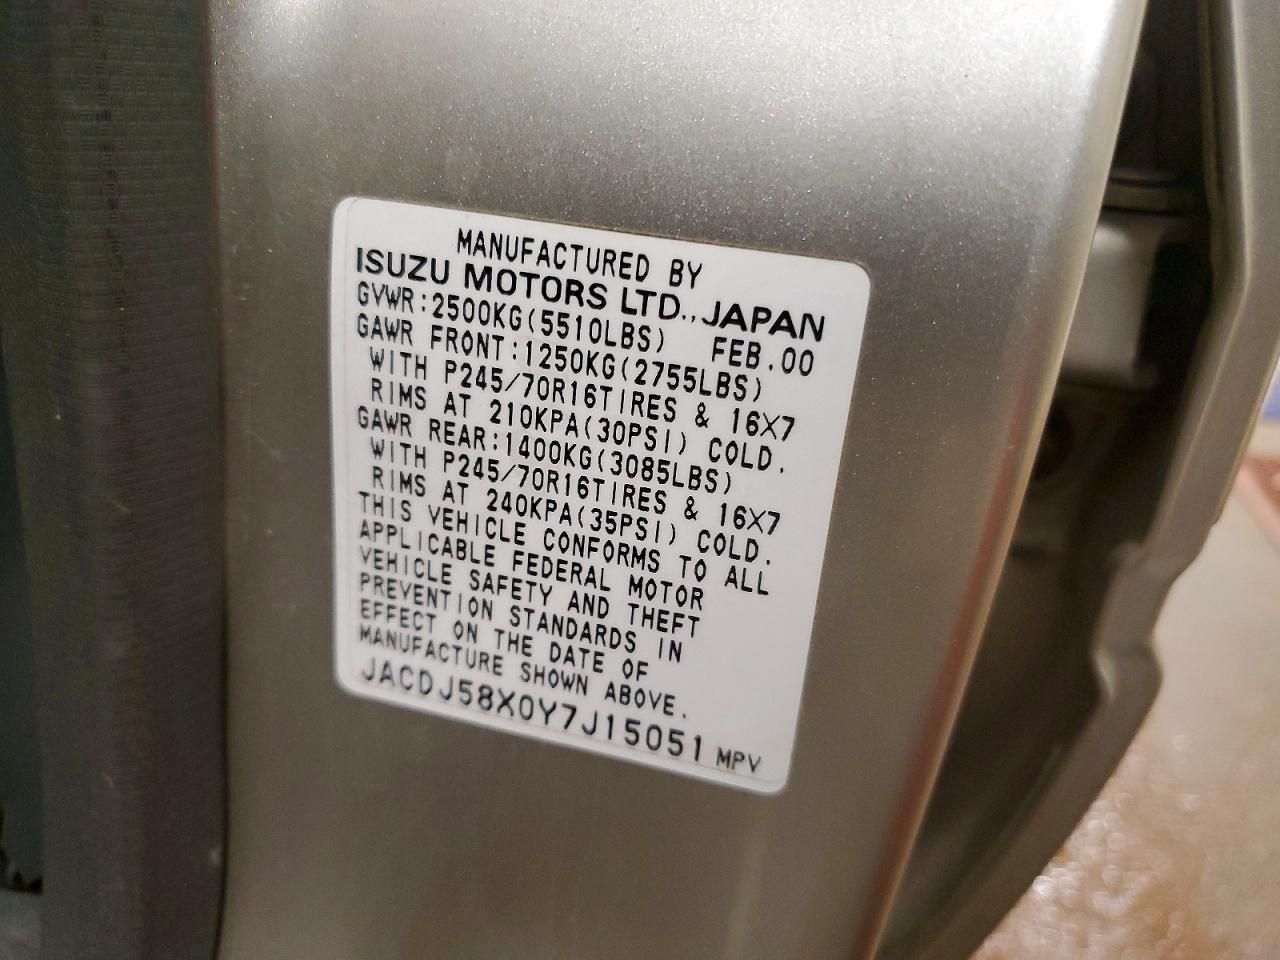 MANUFACTURED BY
ISUZU MOTORS LTD., JAPAN
GVWR:2500KG(5510LBS) FEB.00
GAWR FRONT:1250KG(2755LBS)
WITH P245/70R16TIRES & 16X7
RIMS AT 210KPA(30PSI) COLD.
GAWR REAR:1400KG(3085LBS)
WITH P245/70R16TIRES & 16X7
RIMS AT 240KPA(35PSI) COLD.
THIS VEHICLE CONFORMS TO ALL
APPLICABLE FEDERAL MOTOR
VEHICLE SAFETY AND THEFT
PREVENTION STANDARDS IN
EFFECT ON THE DATE OF
MANUFACTURE SHOWN ABOVE.
JACDJ58X0Y7J15051 MPV